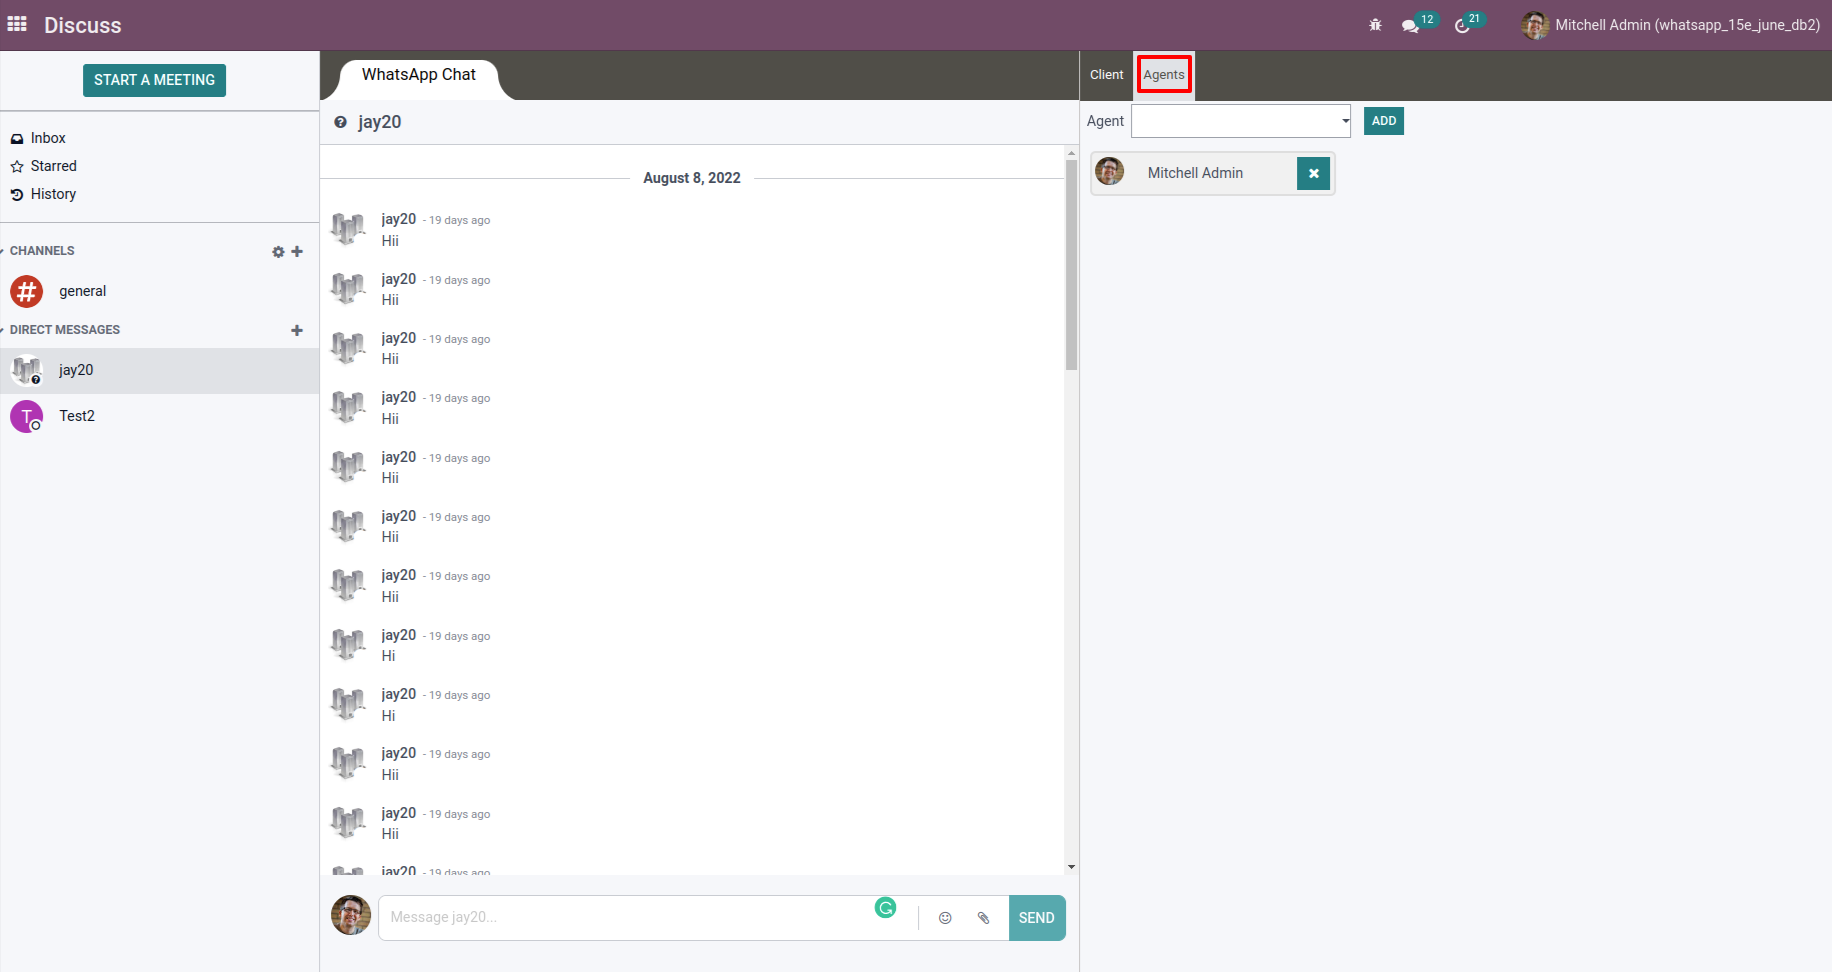 Discuss
12
21
Mitchell Admin (whatsapp_15e_june_db2)
START A MEETING
Inbox
Starred
History
CHANNELS
# general
DIRECT MESSAGES
jay20
T Test2
WhatsApp Chat
jay20
August 8, 2022
jay20 - 19 days ago
Hii
jay20 - 19 days ago
Hii
jay20 - 19 days ago
Hii
jay20 - 19 days ago
Hii
jay20 - 19 days ago
Hii
jay20 - 19 days ago
Hii
jay20 - 19 days ago
Hii
jay20 - 19 days ago
Hi
jay20 - 19 days ago
Hi
jay20 - 19 days ago
Hii
jay20 - 19 days ago
Hii
jay20 - 19 days ago
Message jay20...
SEND
Client
Agents
Agent
ADD
Mitchell Admin